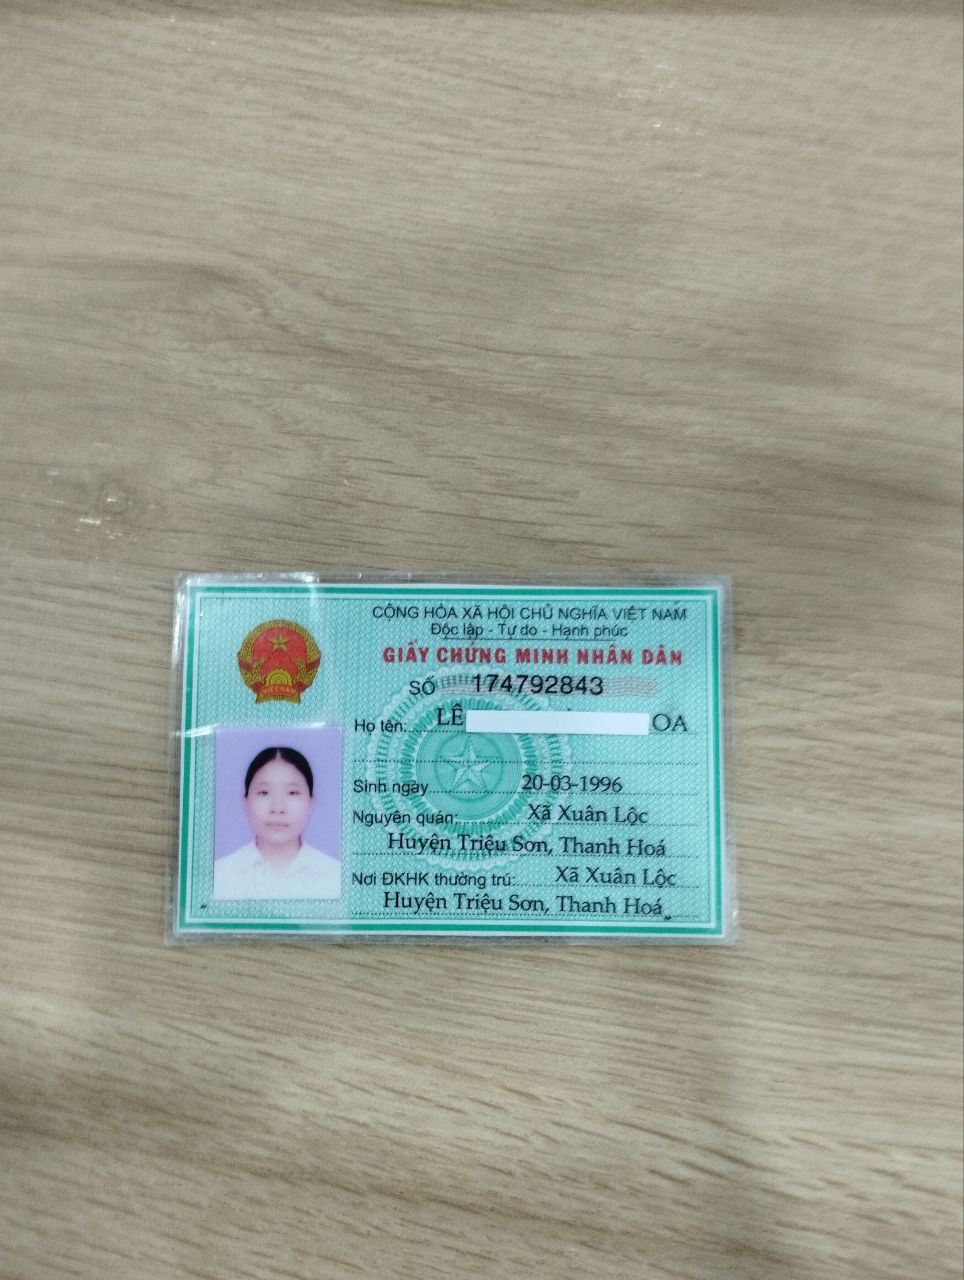 CỘNG HÒA XÃ HỘI CHỦ NGHĨA VIỆT NAM
Độc lập - Tự do - Hạnh phúc
GIẤY CHỨNG MINH NHÂN DÂN
SỐ 174792843
Họ tên: LÊ OA
Sinh ngày 20-03-1996
Nguyên quán: Xã Xuân Lộc
Huyện Triệu Sơn, Thanh Hoá
Nơi ĐKHK thường trú: Xã Xuân Lộc
Huyện Triệu Sơn, Thanh Hoá
VIỆT NAM